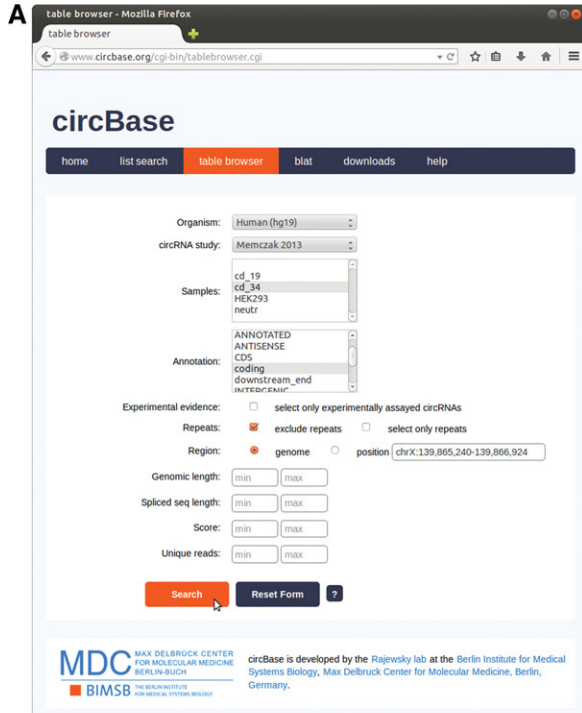 A
table browser - Mozilla Firefox
table browser
www.circbase.org/cgi-bin/tablebrowser.cgi
circBase
home list search table browser blat downloads help
Organism: Human (hg19)
circRNA study: Memczak 2013
Samples:
cd_19
cd_34
HEK293
neutr
Annotation:
ANNOTATED
ANTISENSE
CDS
coding
downstream_end
INTERGENIC
Experimental evidence: select only experimentally assayed circRNAs
Repeats: exclude repeats select only repeats
Region: genome position chrX:139,865,240-139,866,924
Genomic length: min max
Spliced seq length: min max
Score: min max
Unique reads: min max
Search Reset Form ?
MDC MAX DELBRÜCK CENTER
FOR MOLECULAR MEDICINE
BERLIN-BUCH
BIMSB THE BERLIN INSTITUTE
FOR MEDICAL SYSTEMS BIOLOGY
circBase is developed by the Rajewsky lab at the Berlin Institute for Medical
Systems Biology, Max Delbruck Center for Molecular Medicine, Berlin,
Germany.